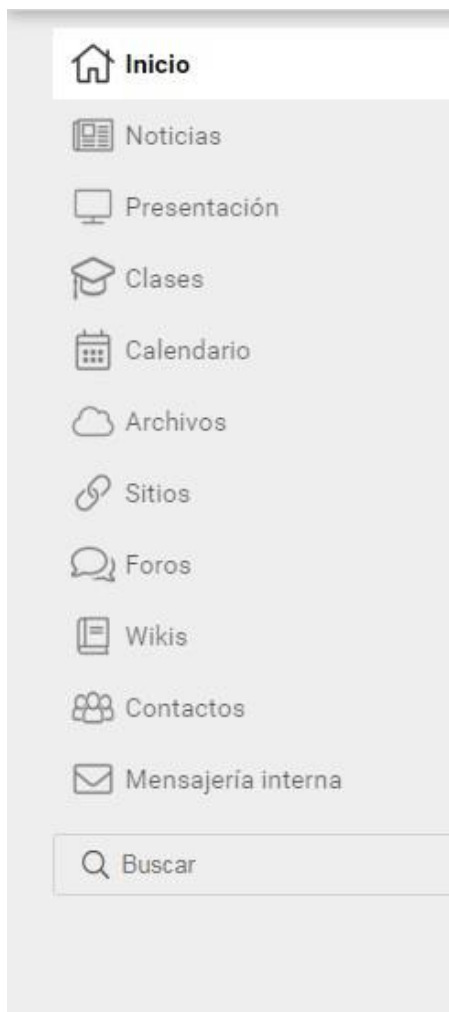 Inicio
Noticias
Presentación
Clases
Calendario
Archivos
Sitios
Foros
Wikis
Contactos
Mensajería interna
Buscar